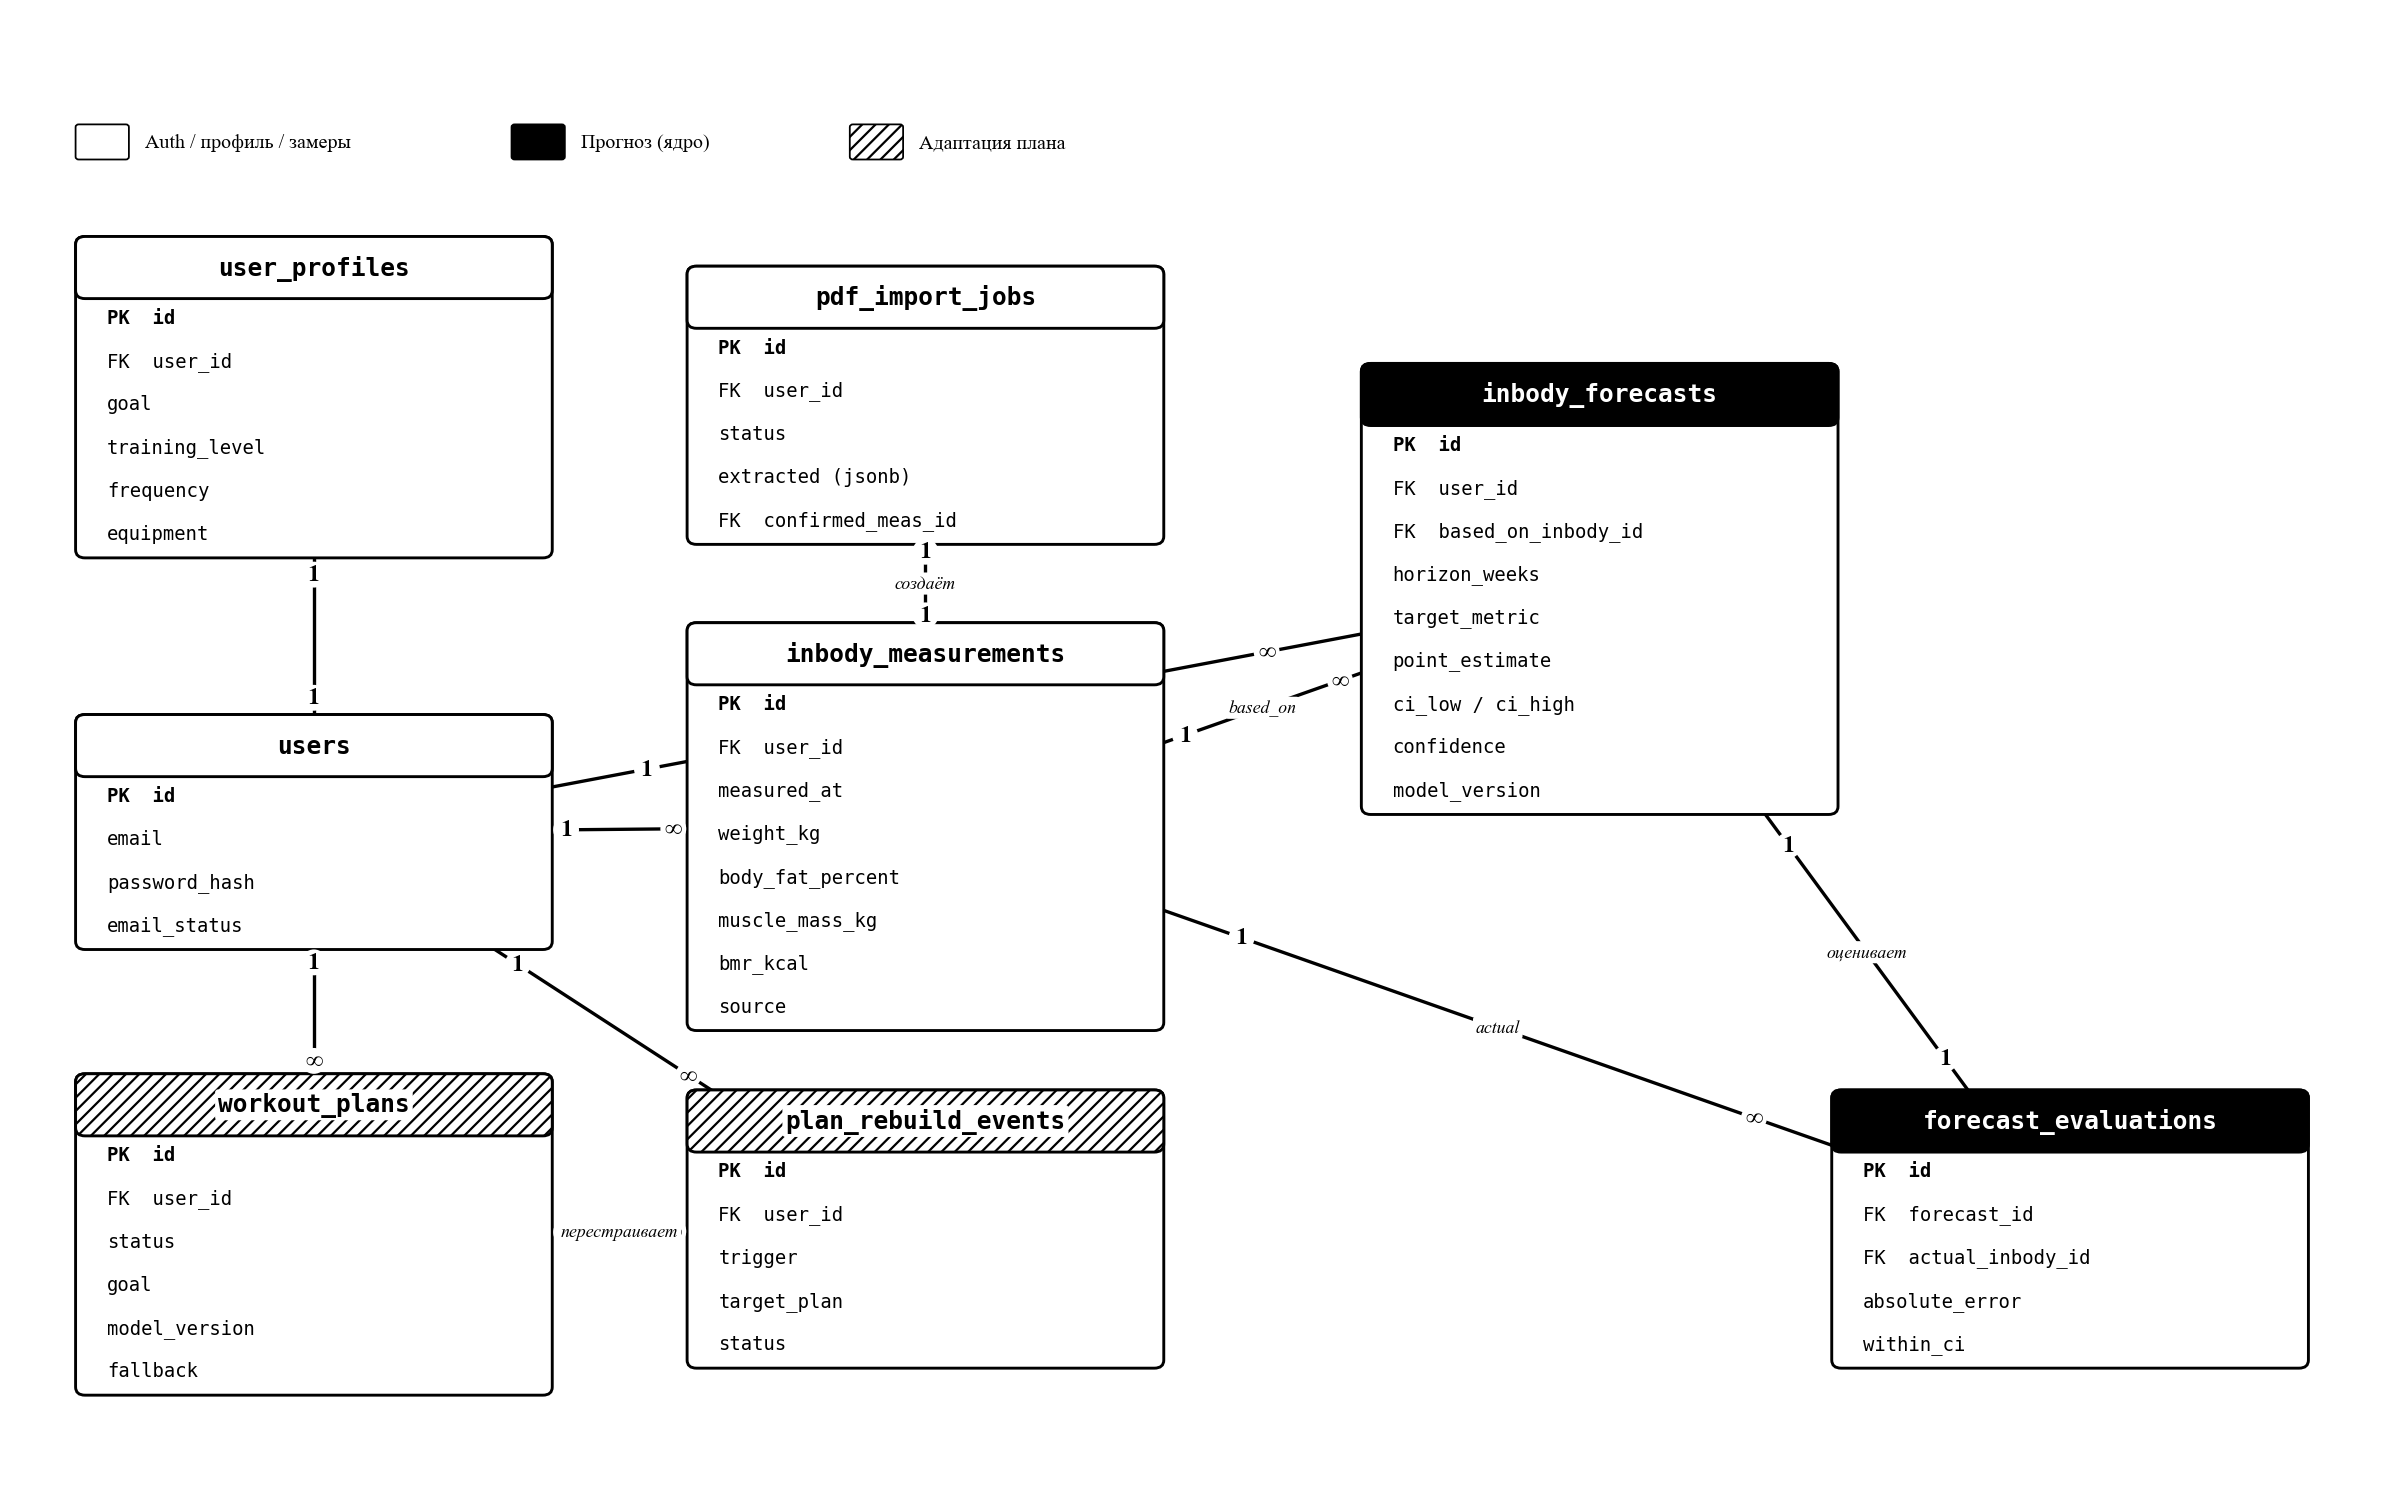 Auth / профиль / замеры
Прогноз (ядро)
Адаптация плана
user_profiles
PK id
FK user_id
goal
training_level
frequency
equipment
1
1
users
PK id
email
password_hash
email_status
1
∞
workout_plans
PK id
FK user_id
status
goal
model_version
fallback
pdf_import_jobs
PK id
FK user_id
status
extracted (jsonb)
FK confirmed_meas_id
1
создаёт
1
inbody_measurements
PK id
FK user_id
measured_at
weight_kg
body_fat_percent
muscle_mass_kg
bmr_kcal
source
1
∞
1
∞
1
∞
plan_rebuild_events
PK id
FK user_id
trigger
target_plan
status
перестраивает
1
based_on
∞
inbody_forecasts
PK id
FK user_id
FK based_on_inbody_id
horizon_weeks
target_metric
point_estimate
ci_low / ci_high
confidence
model_version
1
оценивает
1
1
actual
∞
forecast_evaluations
PK id
FK forecast_id
FK actual_inbody_id
absolute_error
within_ci